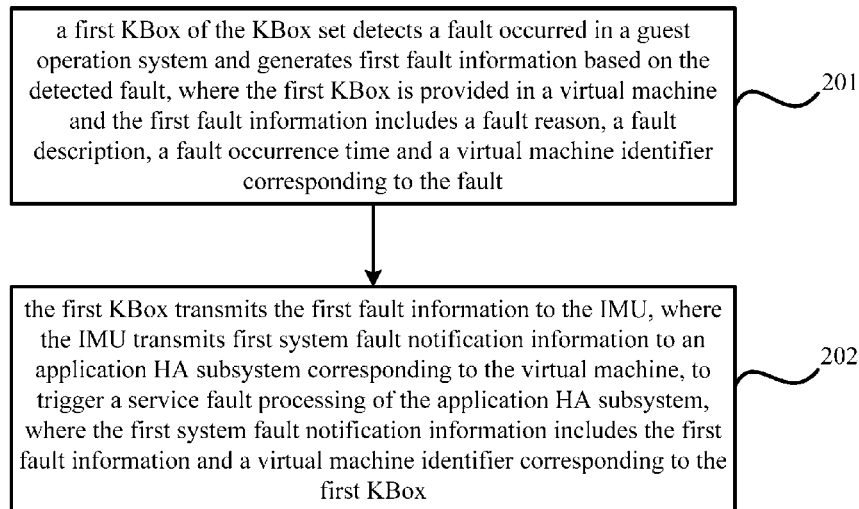 a first KBox of the KBox set detects a fault occurred in a guest
operation system and generates first fault information based on the
detected fault, where the first KBox is provided in a virtual machine
and the first fault information includes a fault reason, a fault
description, a fault occurrence time and a virtual machine identifier
corresponding to the fault
201
the first KBox transmits the first fault information to the IMU, where
the IMU transmits first system fault notification information to an
application HA subsystem corresponding to the virtual machine, to
trigger a service fault processing of the application HA subsystem,
where the first system fault notification information includes the first
fault information and a virtual machine identifier corresponding to the
first KBox
202